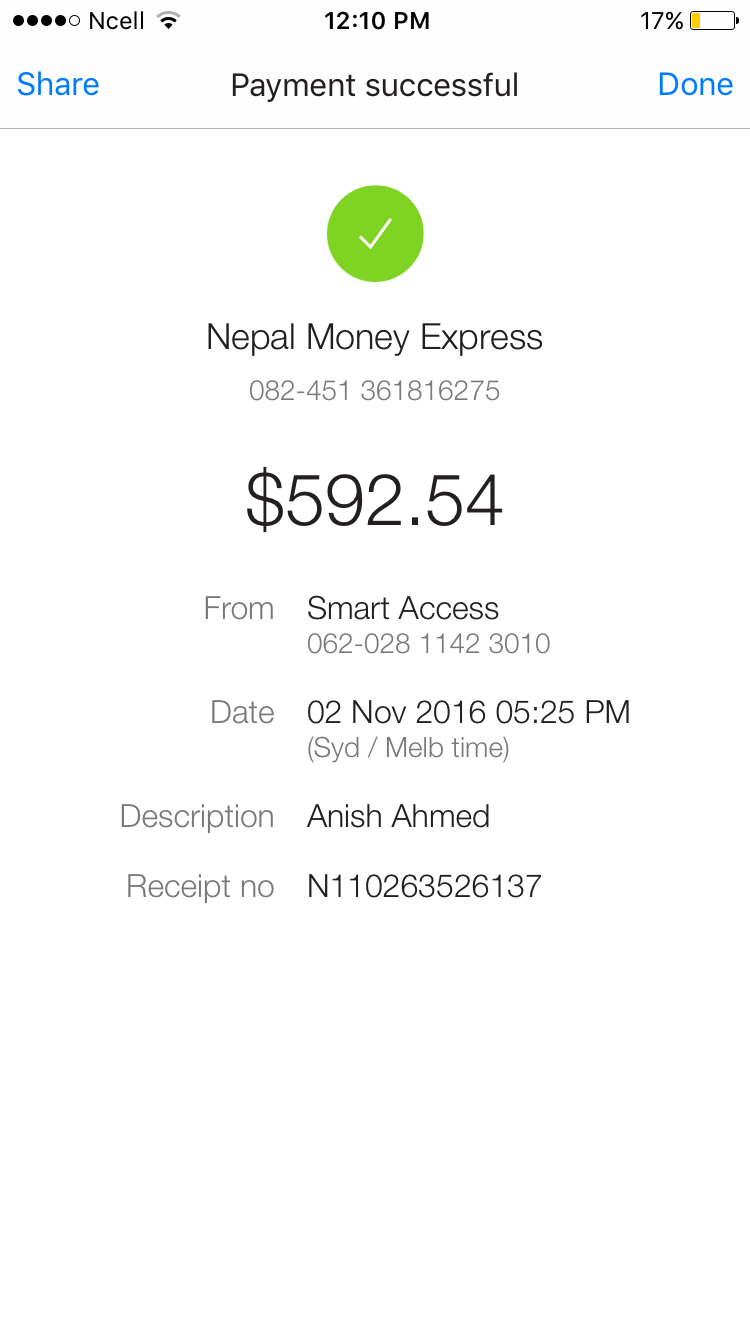 Ncell 12:10 PM 17%
Share Payment successful Done
Nepal Money Express
082-451 361816275
$592.54
From Smart Access
062-028 1142 3010
Date 02 Nov 2016 05:25 PM
(Syd / Melb time)
Description Anish Ahmed
Receipt no N110263526137